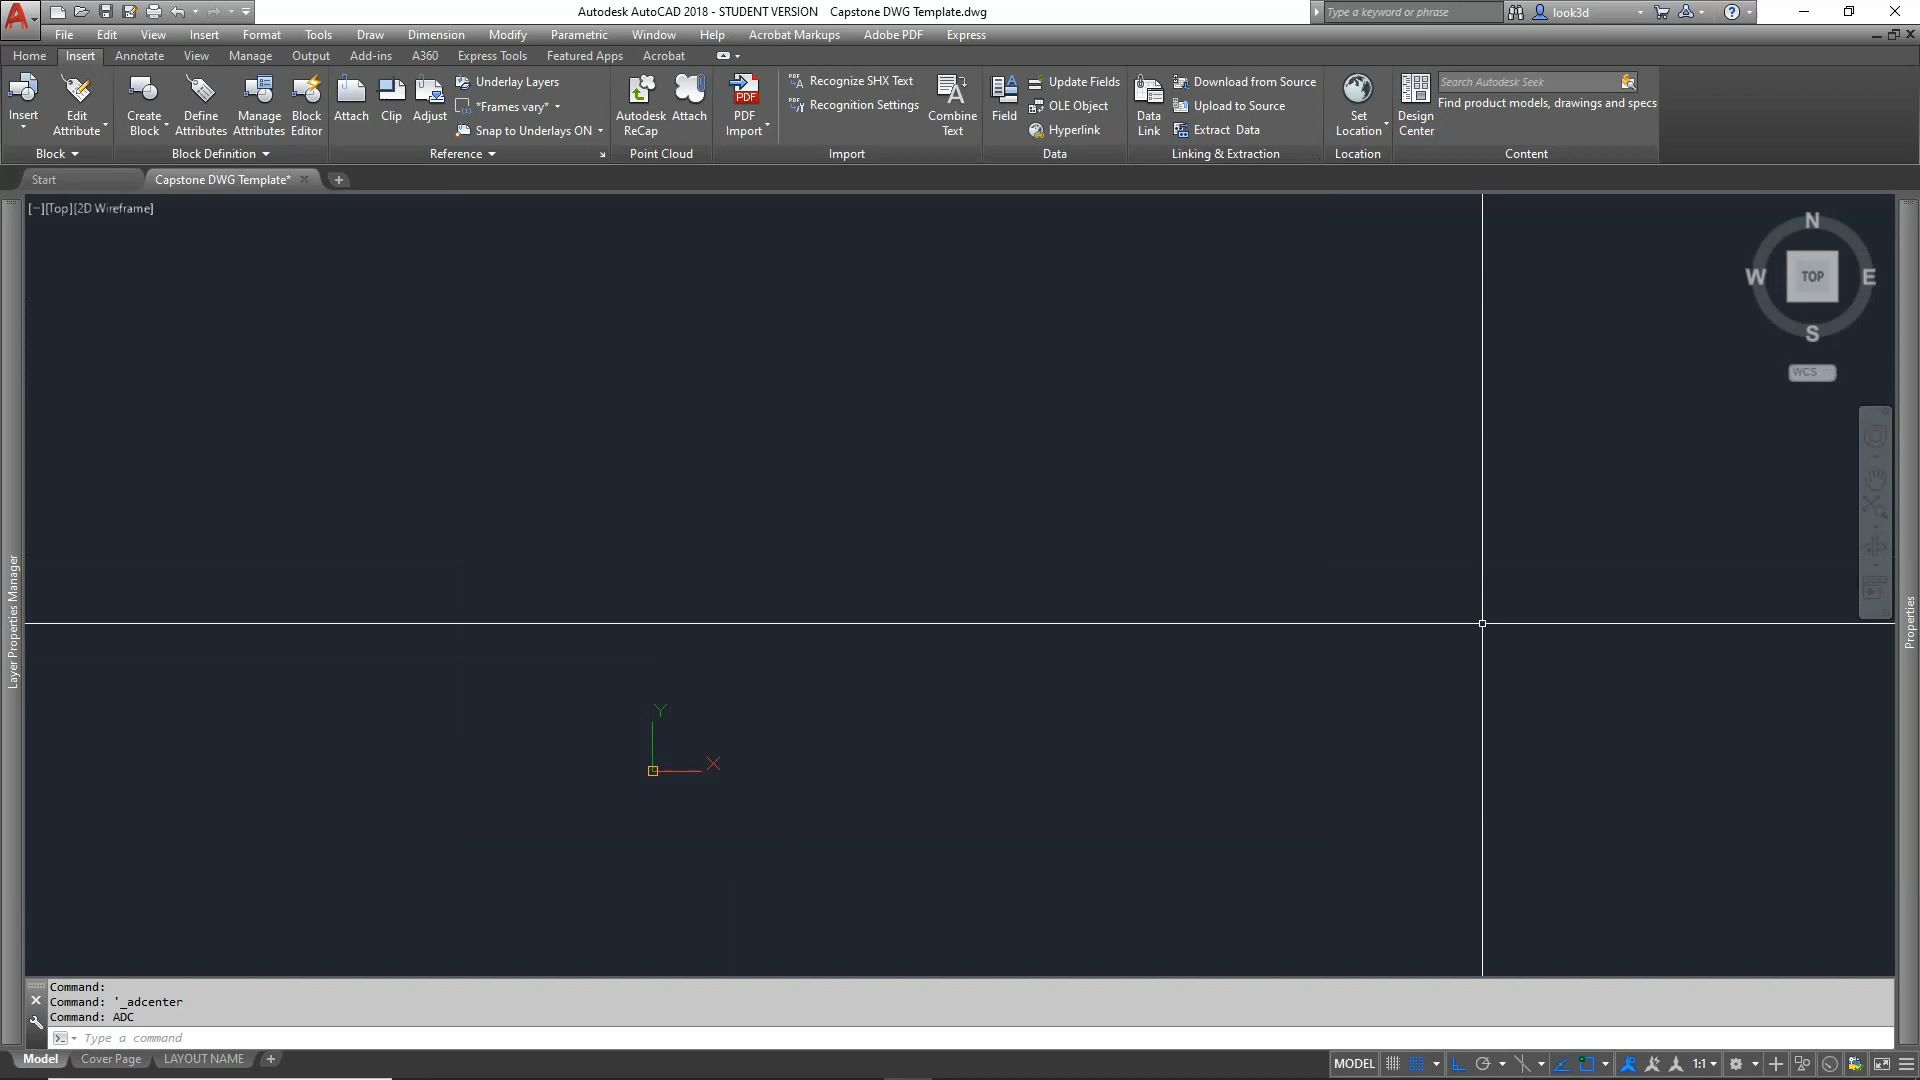 Autodesk AutoCAD 2018 - STUDENT VERSION Capstone DWG Template.dwg
Type a keyword or phrase
look3d
File Edit View Insert Format Tools Draw Dimension Modify Parametric Window Help Acrobat Markups Adobe PDF Express
Home Insert Annotate View Manage Output Add-ins A360 Express Tools Featured Apps Acrobat
Insert
Edit Attribute
Block
Create Block
Define Attributes
Manage Attributes
Block Editor
Block Definition
Attach
Clip
Adjust
Underlay Layers
*Frames vary*
Snap to Underlays ON
Reference
Autodesk ReCap
Attach
Point Cloud
PDF
PDF Import
Recognize SHX Text
Recognition Settings
Combine Text
Import
Field
Update Fields
OLE Object
Hyperlink
Data
Data Link
Download from Source
Upload to Source
Extract Data
Linking & Extraction
Set Location
Location
Design Center
Search Autodesk Seek
Find product models, drawings and specs
Content
Start
Capstone DWG Template*
[−][Top][2D Wireframe]
N
W TOP E
S
WCS
Layer Properties Manager
Properties
Y
X
Command:
Command: '_adcenter
Command: ADC
Type a command
Model Cover Page LAYOUT NAME
MODEL 1:1